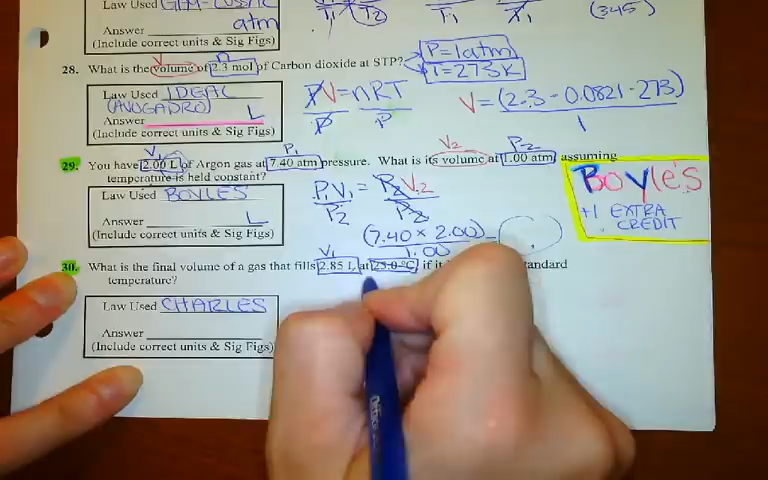 Law Used
Answer atm
(Include correct units & Sig Figs)
(345)
28. What is the volume of 2.3 mol of Carbon dioxide at STP?
V n
P=1atm
T=273K
Law Used IDEAL
(AVOGADRO)
Answer L
(Include correct units & Sig Figs)
PV=nRT
P P
V=(2.3 - 0.0821 - 273)
1
V1 P1 V2 P2
29. You have 2.00 L of Argon gas at 7.40 atm pressure. What is its volume at 1.00 atm, assuming
temperature is held constant?
Law Used BOYLES
Answer L
(Include correct units & Sig Figs)
P1V1 = P2V2
P2 P2
(7.40 × 2.00) =
1.00
Boyle's
+1 EXTRA
CREDIT
V1
30. What is the final volume of a gas that fills 2.85 L at 25.0 °C, if it tandard
temperature?
Law Used CHARLES
Answer
(Include correct units & Sig Figs)